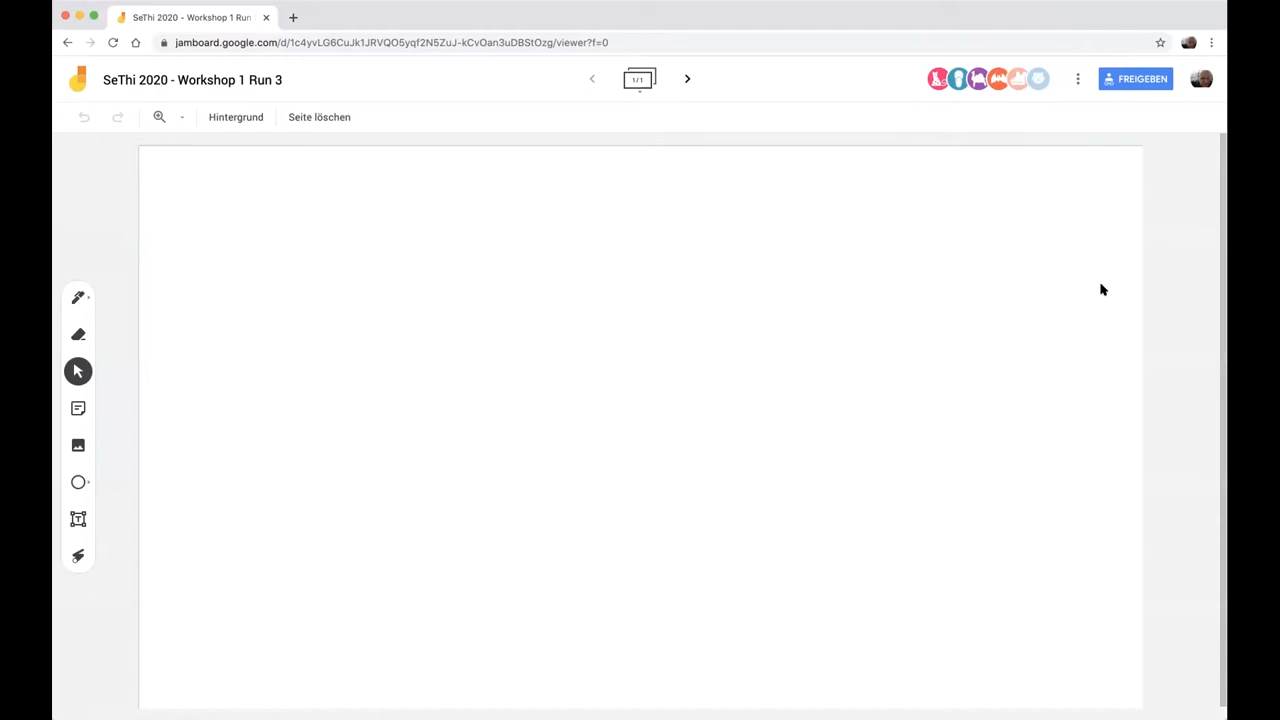 SeThi 2020 - Workshop 1 Run
jamboard.google.com/d/1c4yvLG6CuJk1JRVQO5yqf2N5ZuJ-kCvOan3uDBStOzg/viewer?f=0
SeThi 2020 - Workshop 1 Run 3
1/1
FREIGEBEN
Hintergrund
Seite löschen